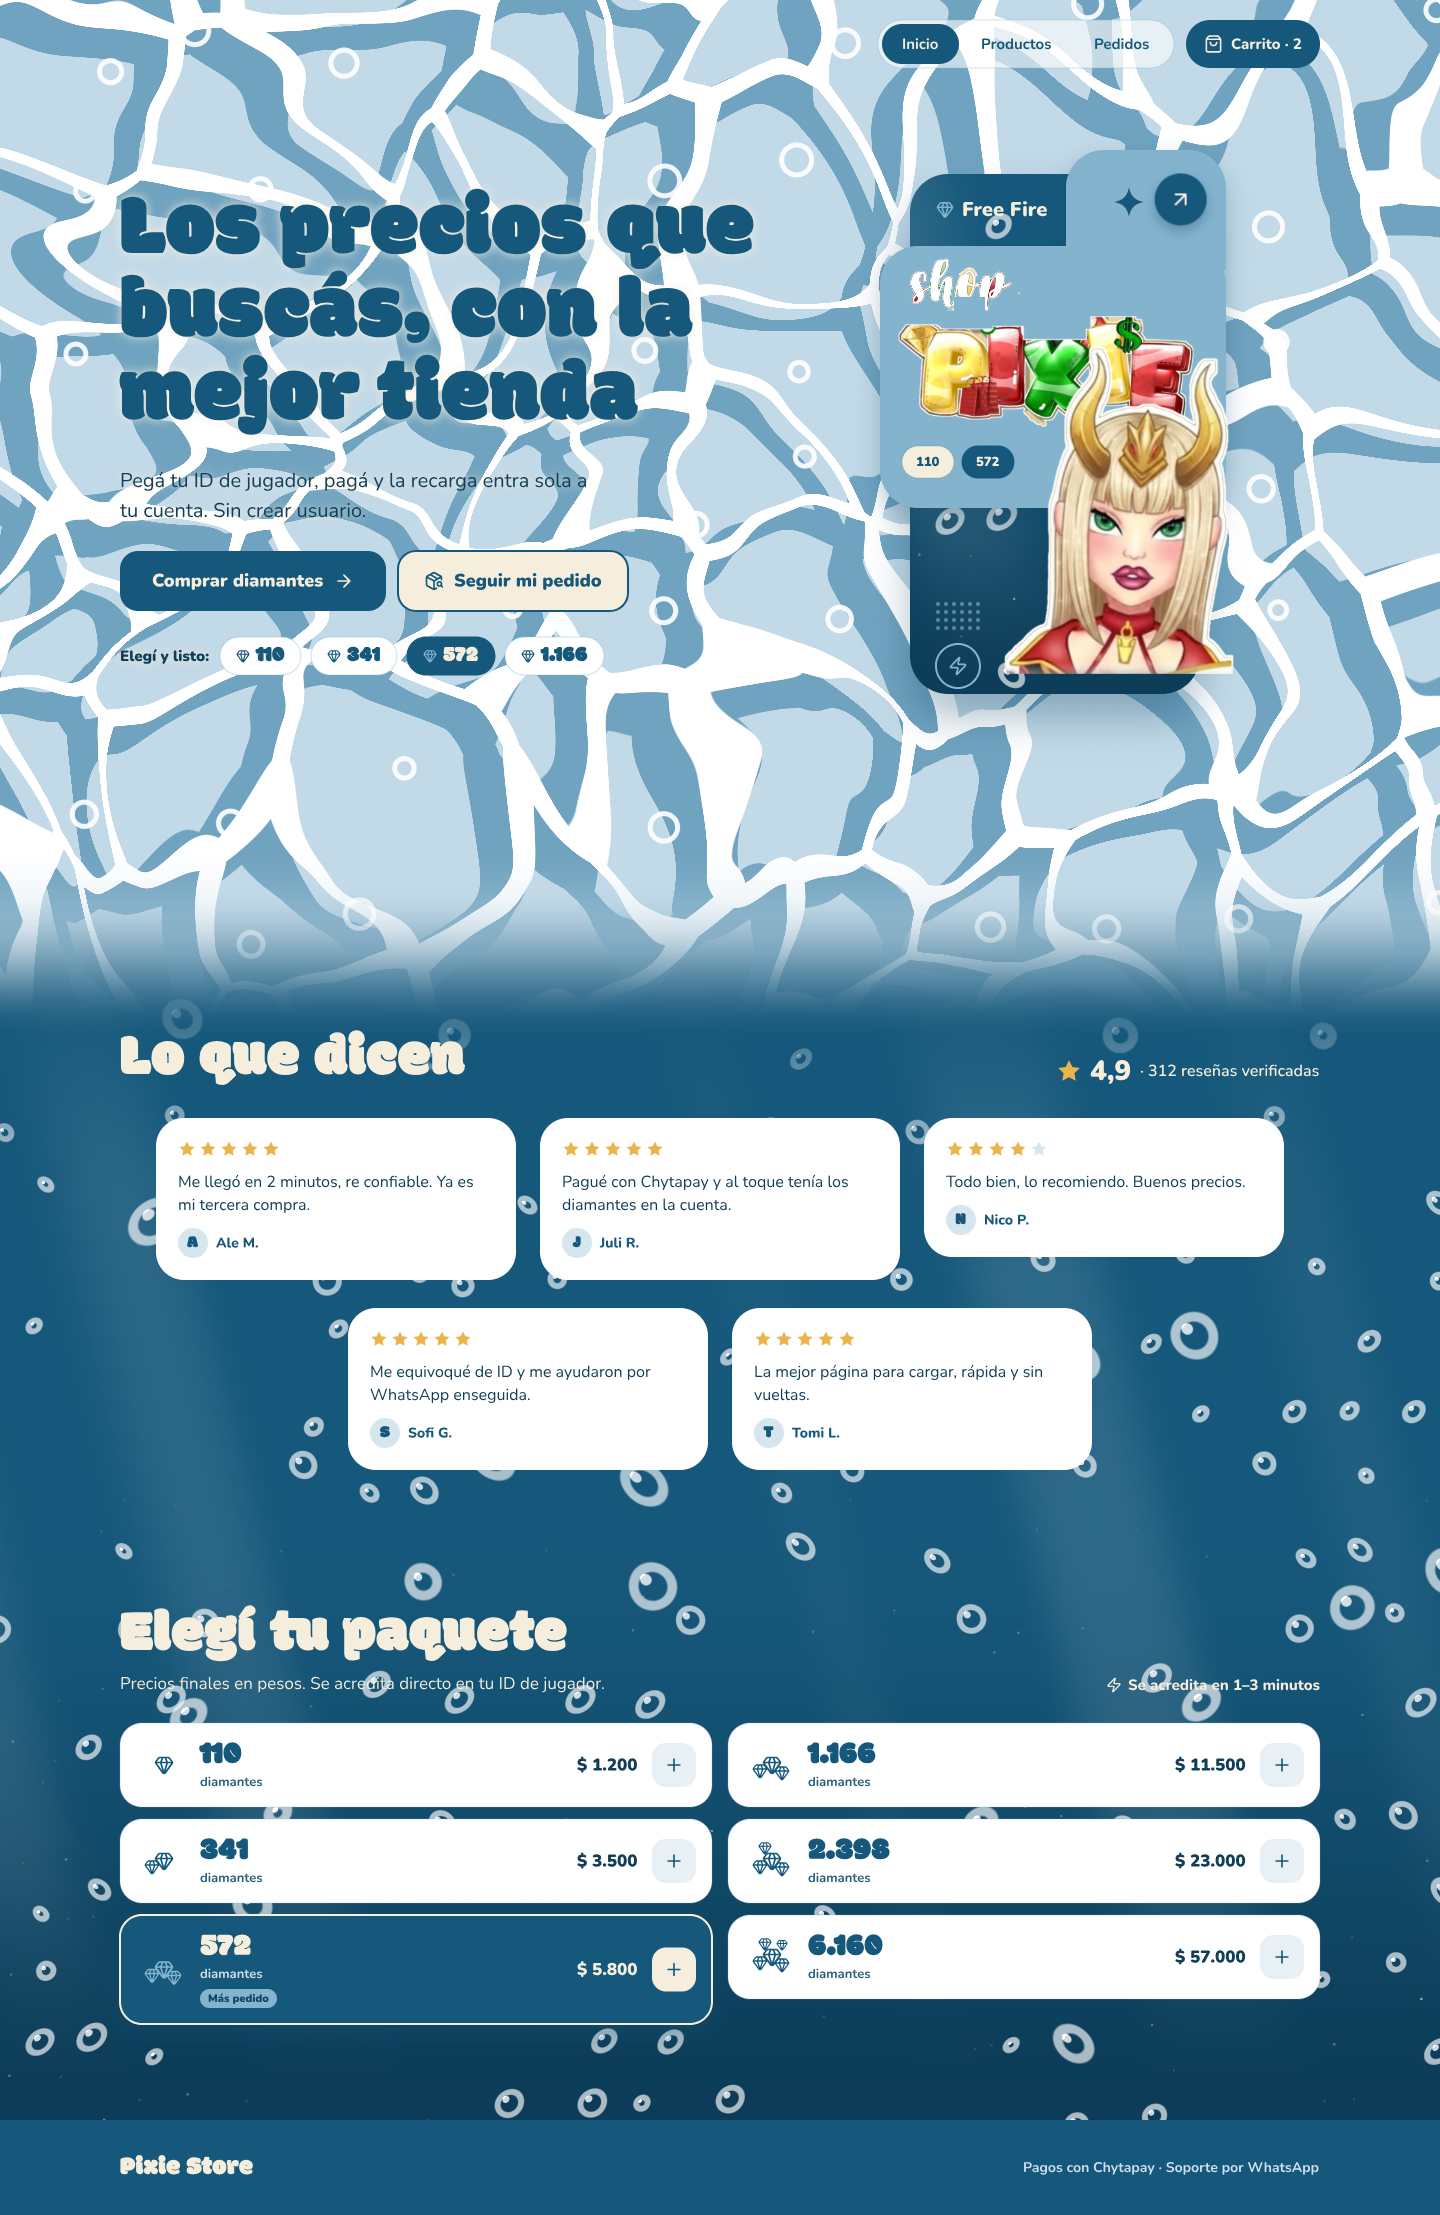 Inicio
Productos
Pedidos
Carrito · 2
Los precios que
buscás, con la
mejor tienda
Pegá tu ID de jugador, pagá y la recarga entra sola a
tu cuenta. Sin crear usuario.
Comprar diamantes
Seguir mi pedido
Elegí y listo:
110
341
572
1.166
Free Fire
shop
PIXIE
$
110
572
Lo que dicen
4,9 · 312 reseñas verificadas
Me llegó en 2 minutos, re confiable. Ya es
mi tercera compra.
A
Ale M.
Pagué con Chytapay y al toque tenía los
diamantes en la cuenta.
J
Juli R.
Todo bien, lo recomiendo. Buenos precios.
N
Nico P.
Me equivoqué de ID y me ayudaron por
WhatsApp enseguida.
S
Sofi G.
La mejor página para cargar, rápida y sin
vueltas.
T
Tomi L.
Elegí tu paquete
Precios finales en pesos. Se acredita directo en tu ID de jugador.
Se acredita en 1–3 minutos
110
diamantes
$ 1.200
341
diamantes
$ 3.500
572
diamantes
Más pedido
$ 5.800
1.166
diamantes
$ 11.500
2.398
diamantes
$ 23.000
6.160
diamantes
$ 57.000
Pixie Store
Pagos con Chytapay · Soporte por WhatsApp